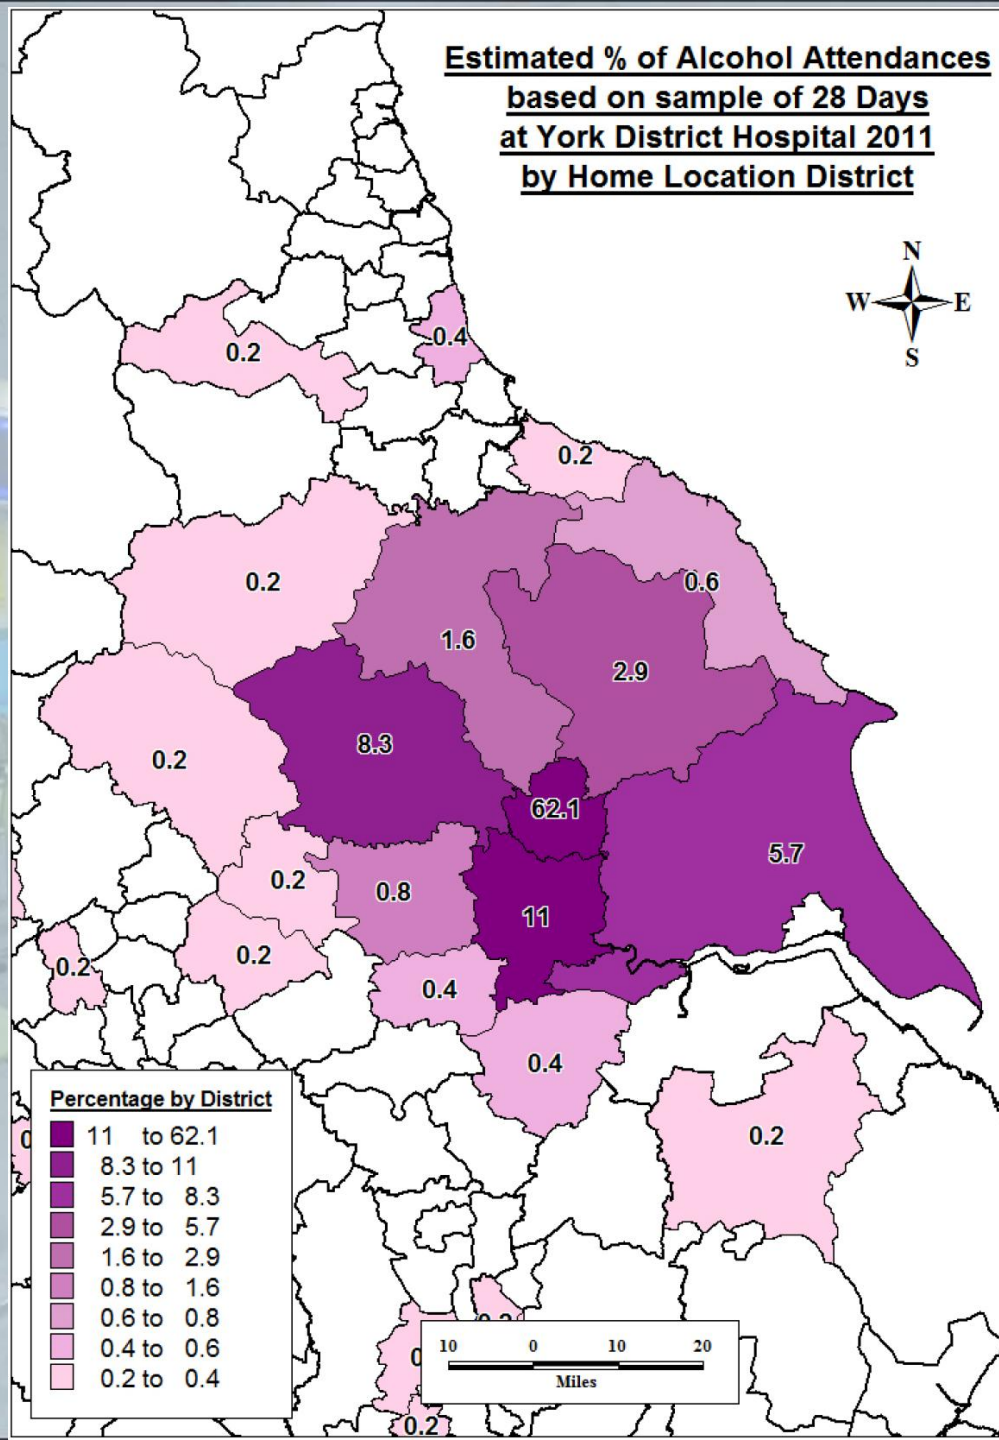 Estimated % of Alcohol Attendances
based on sample of 28 Days
at York District Hospital 2011
by Home Location District
N
W E
S
0.4
0.2
0.2
0.2
0.6
1.6
2.9
8.3
0.2
62.1
5.7
0.2
0.8
11
0.2
0.2
0.4
0.4
0.2
Percentage by District
11 to 62.1
8.3 to 11
5.7 to 8.3
2.9 to 5.7
1.6 to 2.9
0.8 to 1.6
0.6 to 0.8
0.4 to 0.6
0.2 to 0.4
10 0 10 20
Miles
0.2